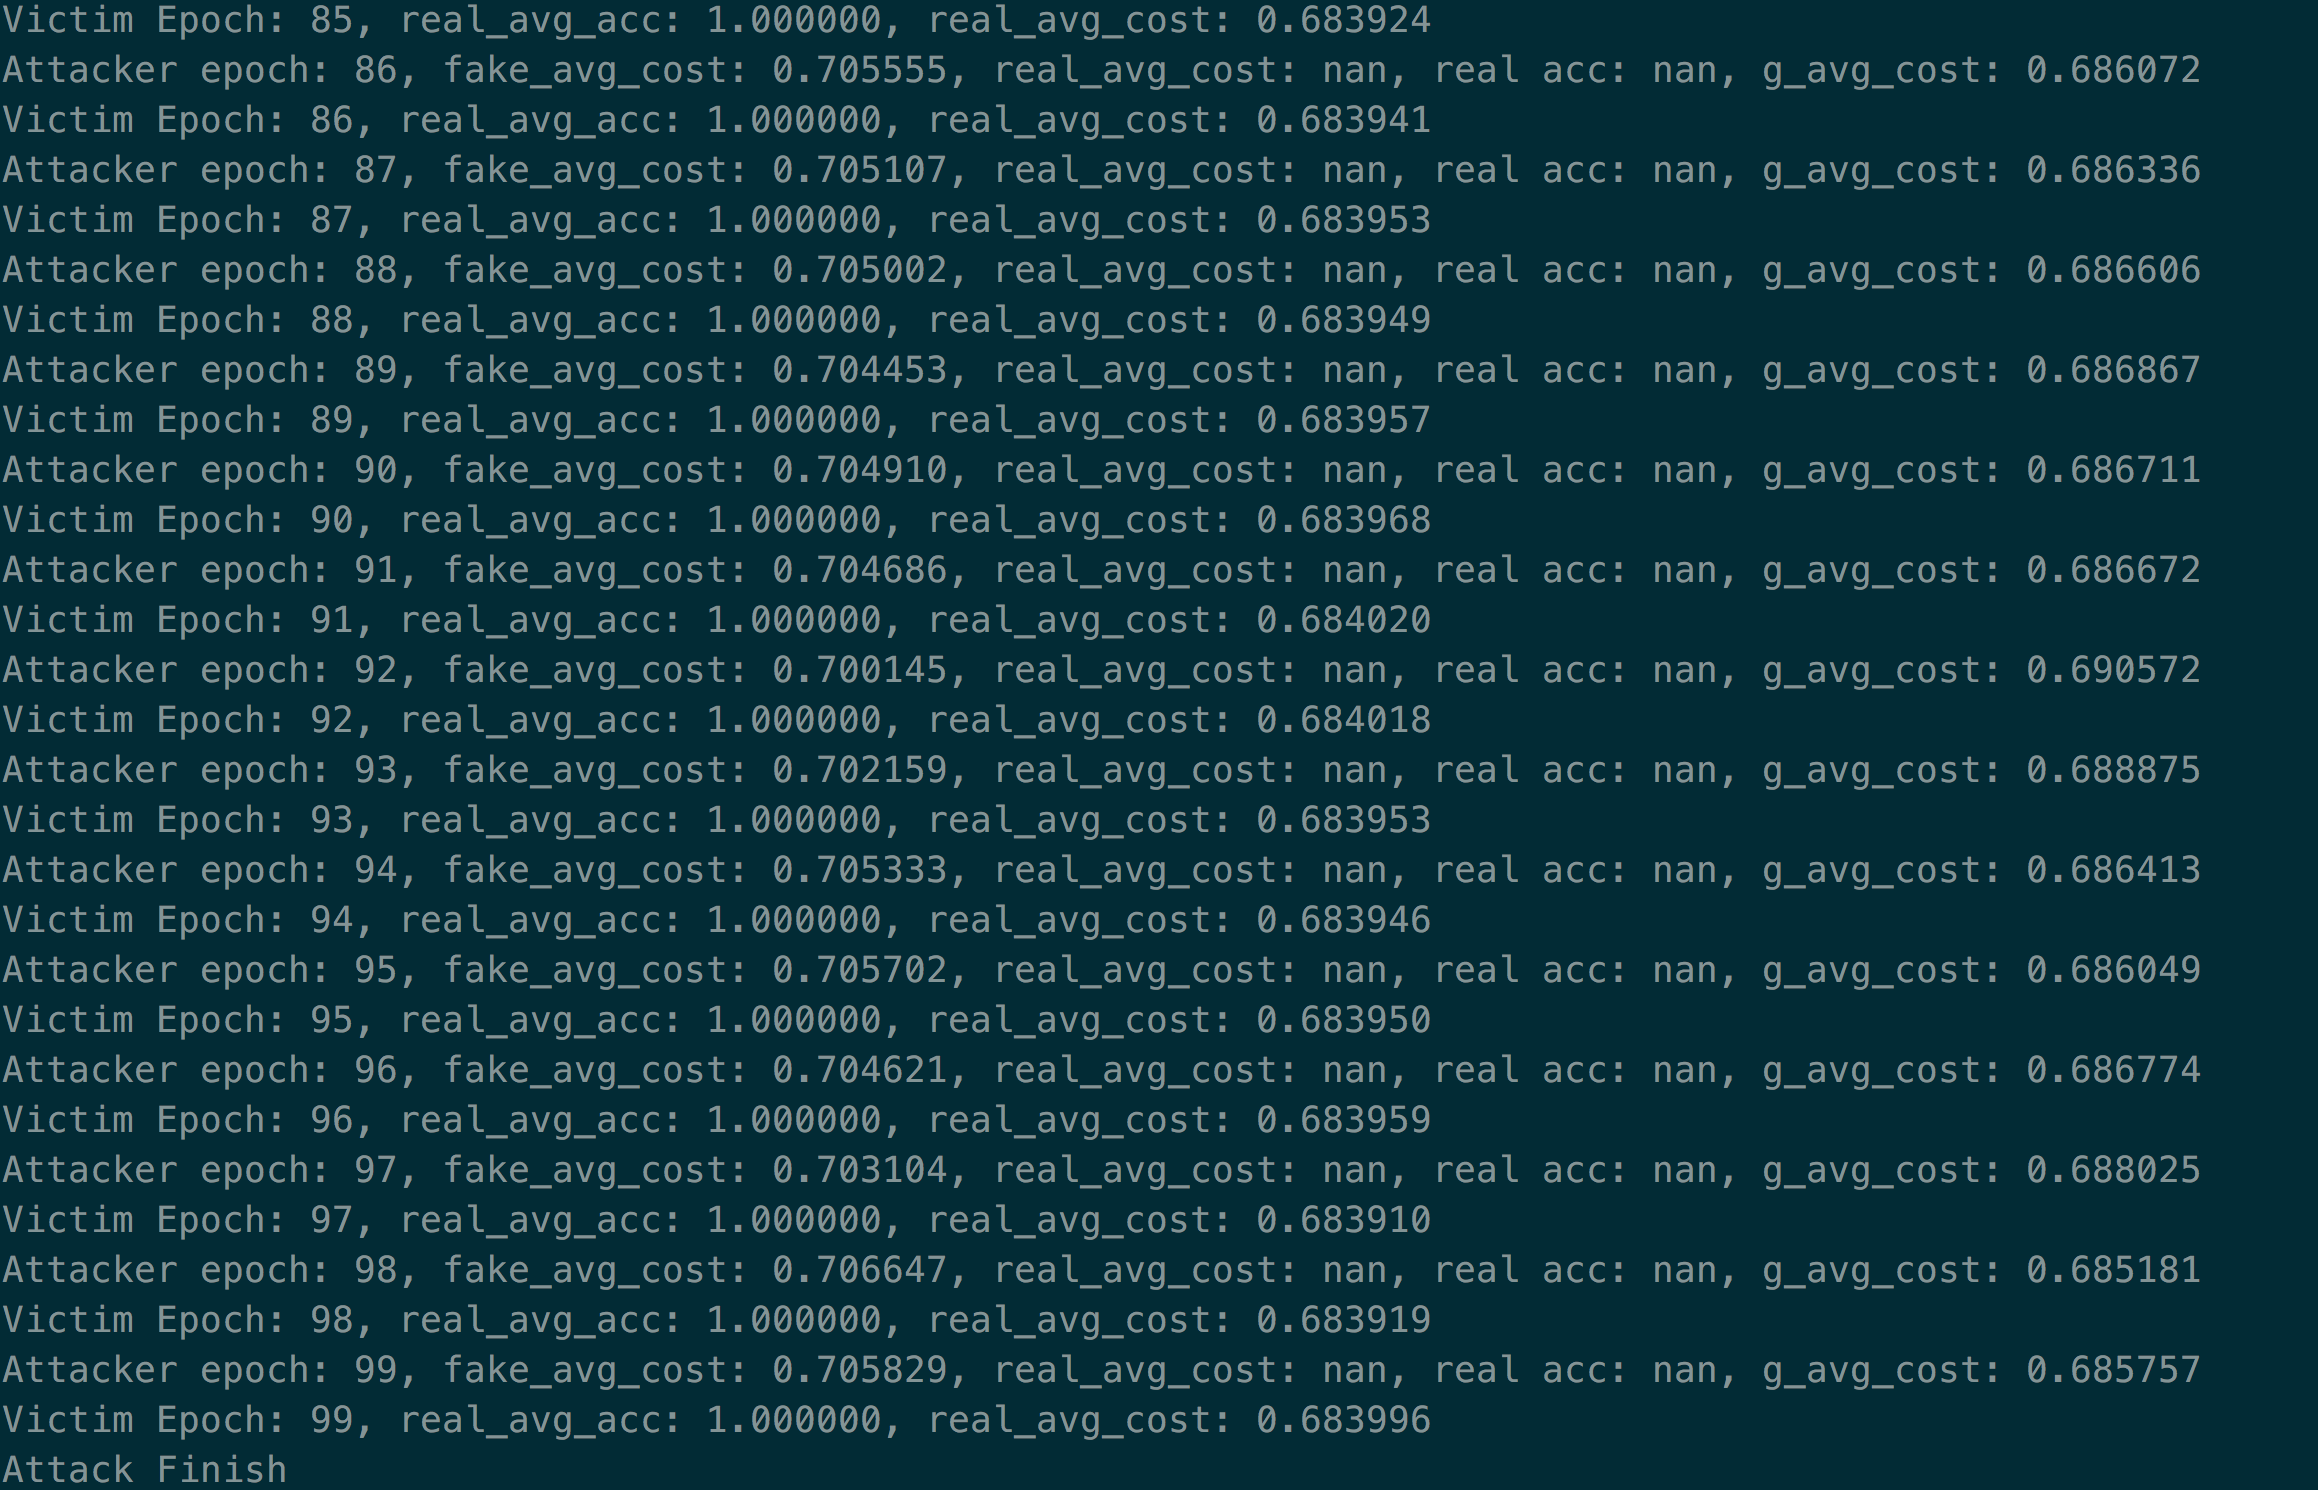 Victim Epoch: 85, real_avg_acc: 1.000000, real_avg_cost: 0.683924
Attacker epoch: 86, fake_avg_cost: 0.705555, real_avg_cost: nan, real acc: nan, g_avg_cost: 0.686072
Victim Epoch: 86, real_avg_acc: 1.000000, real_avg_cost: 0.683941
Attacker epoch: 87, fake_avg_cost: 0.705107, real_avg_cost: nan, real acc: nan, g_avg_cost: 0.686336
Victim Epoch: 87, real_avg_acc: 1.000000, real_avg_cost: 0.683953
Attacker epoch: 88, fake_avg_cost: 0.705002, real_avg_cost: nan, real acc: nan, g_avg_cost: 0.686606
Victim Epoch: 88, real_avg_acc: 1.000000, real_avg_cost: 0.683949
Attacker epoch: 89, fake_avg_cost: 0.704453, real_avg_cost: nan, real acc: nan, g_avg_cost: 0.686867
Victim Epoch: 89, real_avg_acc: 1.000000, real_avg_cost: 0.683957
Attacker epoch: 90, fake_avg_cost: 0.704910, real_avg_cost: nan, real acc: nan, g_avg_cost: 0.686711
Victim Epoch: 90, real_avg_acc: 1.000000, real_avg_cost: 0.683968
Attacker epoch: 91, fake_avg_cost: 0.704686, real_avg_cost: nan, real acc: nan, g_avg_cost: 0.686672
Victim Epoch: 91, real_avg_acc: 1.000000, real_avg_cost: 0.684020
Attacker epoch: 92, fake_avg_cost: 0.700145, real_avg_cost: nan, real acc: nan, g_avg_cost: 0.690572
Victim Epoch: 92, real_avg_acc: 1.000000, real_avg_cost: 0.684018
Attacker epoch: 93, fake_avg_cost: 0.702159, real_avg_cost: nan, real acc: nan, g_avg_cost: 0.688875
Victim Epoch: 93, real_avg_acc: 1.000000, real_avg_cost: 0.683953
Attacker epoch: 94, fake_avg_cost: 0.705333, real_avg_cost: nan, real acc: nan, g_avg_cost: 0.686413
Victim Epoch: 94, real_avg_acc: 1.000000, real_avg_cost: 0.683946
Attacker epoch: 95, fake_avg_cost: 0.705702, real_avg_cost: nan, real acc: nan, g_avg_cost: 0.686049
Victim Epoch: 95, real_avg_acc: 1.000000, real_avg_cost: 0.683950
Attacker epoch: 96, fake_avg_cost: 0.704621, real_avg_cost: nan, real acc: nan, g_avg_cost: 0.686774
Victim Epoch: 96, real_avg_acc: 1.000000, real_avg_cost: 0.683959
Attacker epoch: 97, fake_avg_cost: 0.703104, real_avg_cost: nan, real acc: nan, g_avg_cost: 0.688025
Victim Epoch: 97, real_avg_acc: 1.000000, real_avg_cost: 0.683910
Attacker epoch: 98, fake_avg_cost: 0.706647, real_avg_cost: nan, real acc: nan, g_avg_cost: 0.685181
Victim Epoch: 98, real_avg_acc: 1.000000, real_avg_cost: 0.683919
Attacker epoch: 99, fake_avg_cost: 0.705829, real_avg_cost: nan, real acc: nan, g_avg_cost: 0.685757
Victim Epoch: 99, real_avg_acc: 1.000000, real_avg_cost: 0.683996
Attack Finish